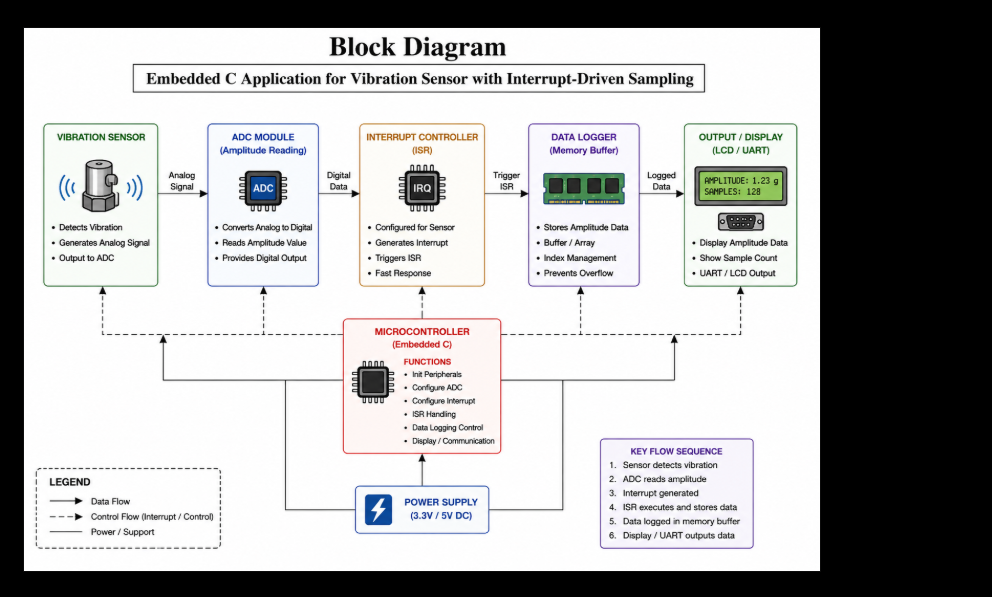 Block Diagram
Embedded C Application for Vibration Sensor with Interrupt-Driven Sampling
VIBRATION SENSOR
• Detects Vibration
• Generates Analog Signal
• Output to ADC
Analog
Signal
ADC MODULE
(Amplitude Reading)
ADC
• Converts Analog to Digital
• Reads Amplitude Value
• Provides Digital Output
Digital
Data
INTERRUPT CONTROLLER
(ISR)
IRQ
• Configured for Sensor
• Generates Interrupt
• Triggers ISR
• Fast Response
Trigger
ISR
DATA LOGGER
(Memory Buffer)
• Stores Amplitude Data
• Buffer / Array
• Index Management
• Prevents Overflow
Logged
Data
OUTPUT / DISPLAY
(LCD / UART)
AMPLITUDE: 1.23 g
SAMPLES: 128
• Display Amplitude Data
• Show Sample Count
• UART / LCD Output
MICROCONTROLLER
(Embedded C)
FUNCTIONS
• Init Peripherals
• Configure ADC
• Configure Interrupt
• ISR Handling
• Data Logging Control
• Display / Communication
POWER SUPPLY
(3.3V / 5V DC)
LEGEND
Data Flow
Control Flow (Interrupt / Control)
Power / Support
KEY FLOW SEQUENCE
1. Sensor detects vibration
2. ADC reads amplitude
3. Interrupt generated
4. ISR executes and stores data
5. Data logged in memory buffer
6. Display / UART outputs data